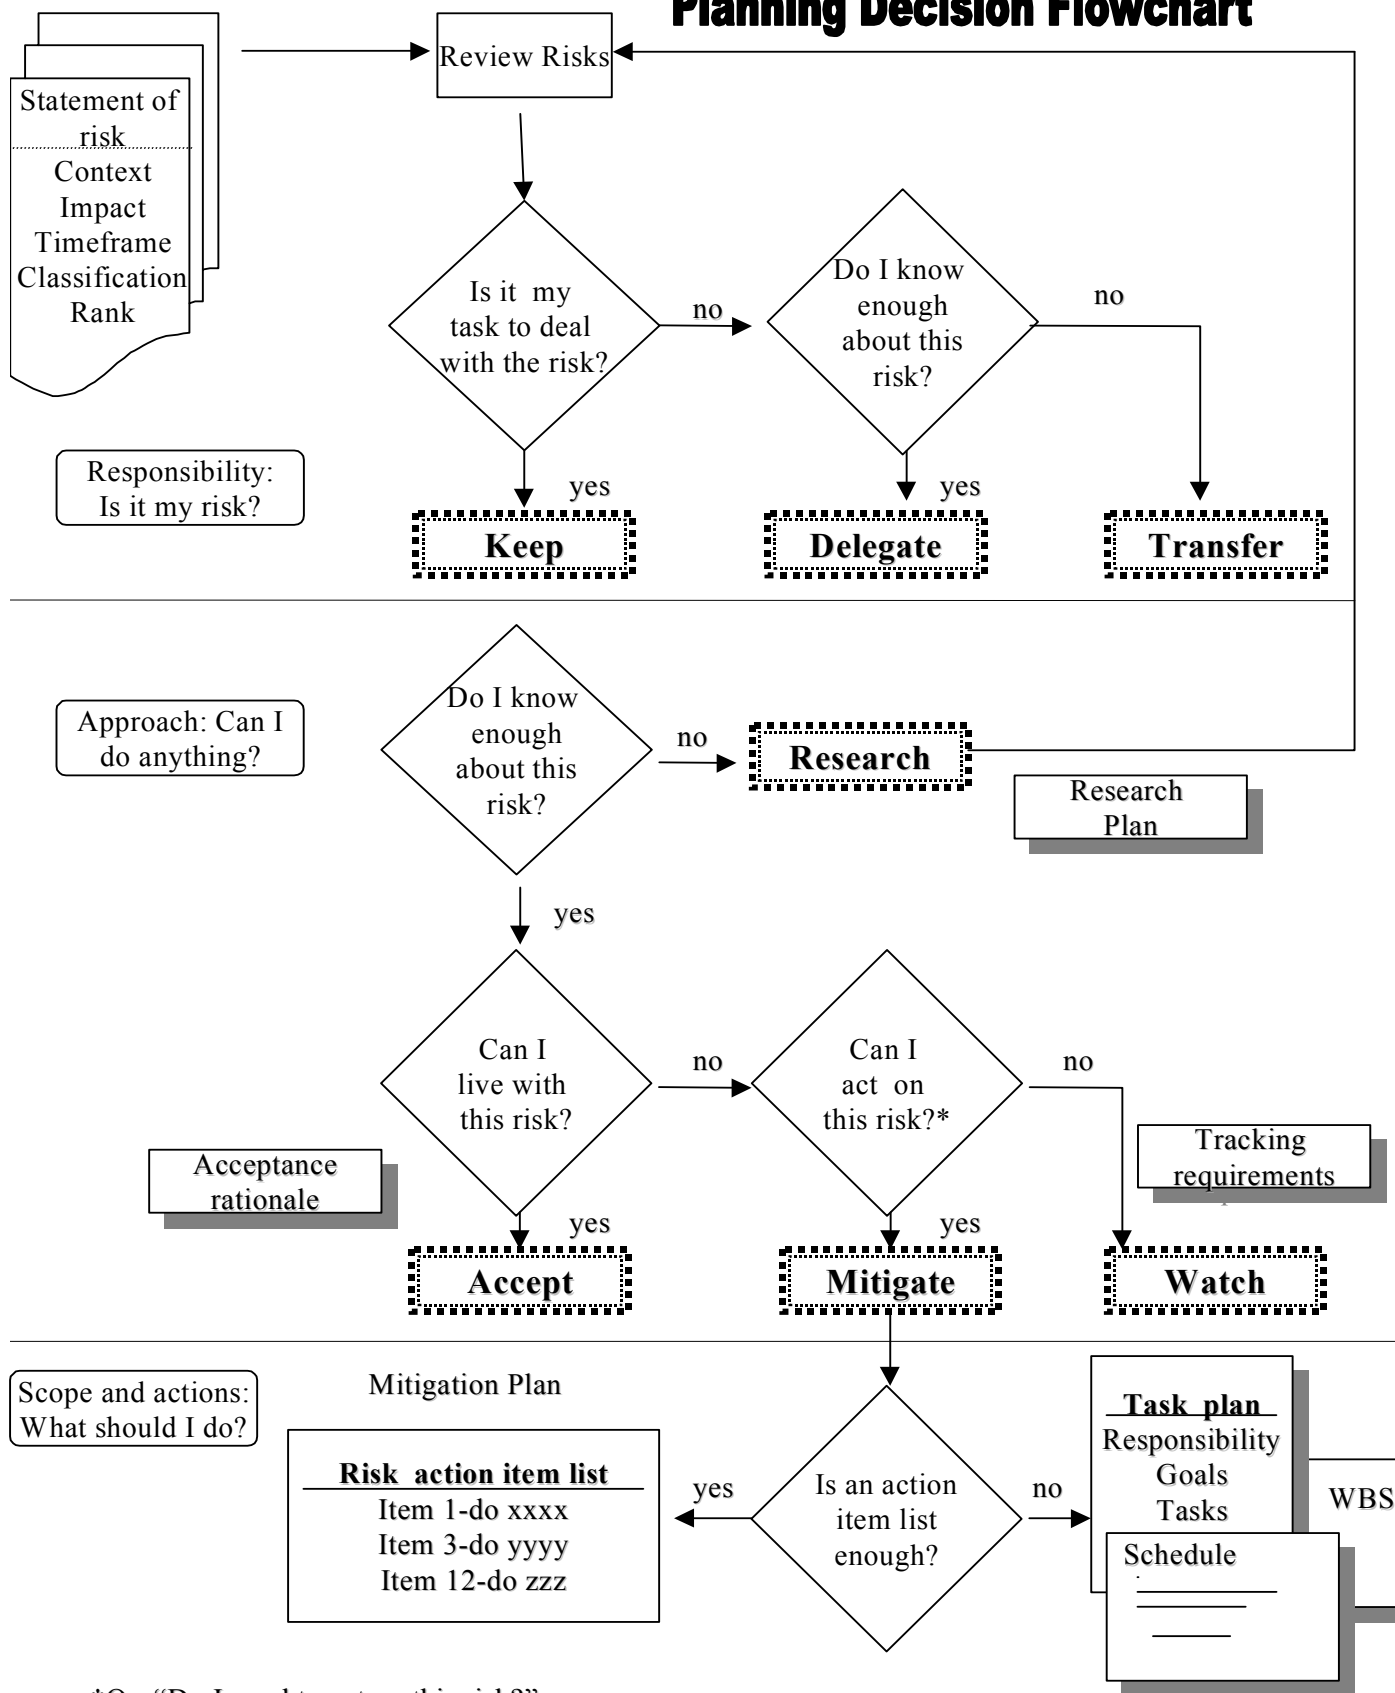 Planning Decision Flowchart
Review Risks
Statement of
risk
Context
Impact
Timeframe
Classification
Rank
Is it my
task to deal
with the risk?
no
Do I know
enough
about this
risk?
no
Responsibility:
Is it my risk?
yes
yes
Keep
Delegate
Transfer
Approach: Can I
do anything?
Do I know
enough
about this
risk?
no
Research
Research
Plan
yes
Can I
live with
this risk?
no
Can I
act on
this risk?*
no
Acceptance
rationale
Tracking
requirements
yes
yes
Accept
Mitigate
Watch
Scope and actions:
What should I do?
Mitigation Plan
Risk action item list
Item 1-do xxxx
Item 3-do yyyy
Item 12-do zzz
yes
Is an action
item list
enough?
no
Task plan
Responsibility
Goals
Tasks
WBS
Schedule